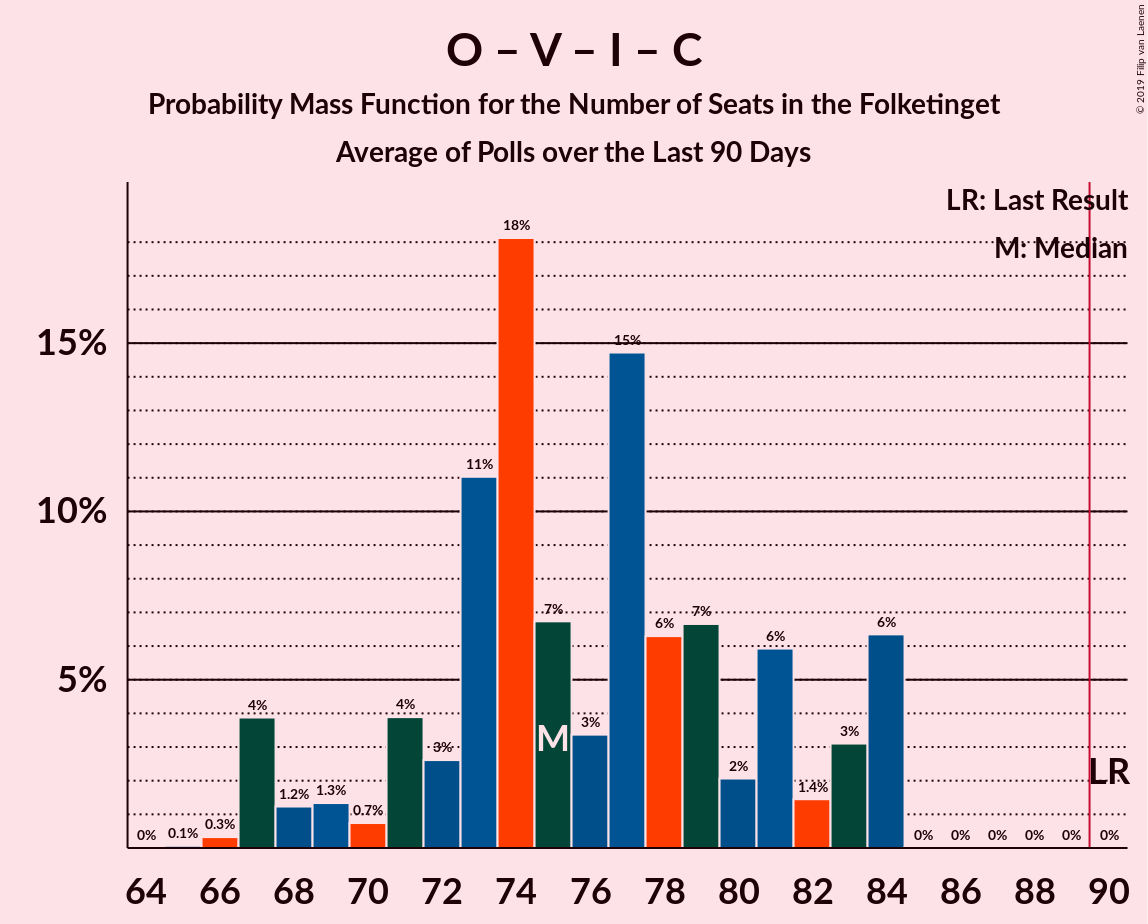 O – V – I – C
Probability Mass Function for the Number of Seats in the Folketinget
Average of Polls over the Last 90 Days
© 2019 Filip van Laenen
LR: Last Result
M: Median
15%
10%
5%
0% 0.1% 0.3% 4% 1.2% 1.3% 0.7% 4% 3% 11% 18% 7% 3% 15% 6% 7% 2% 6% 1.4% 3% 6% 0% 0% 0% 0% 0% 0%
M
LR
64 66 68 70 72 74 76 78 80 82 84 86 88 90